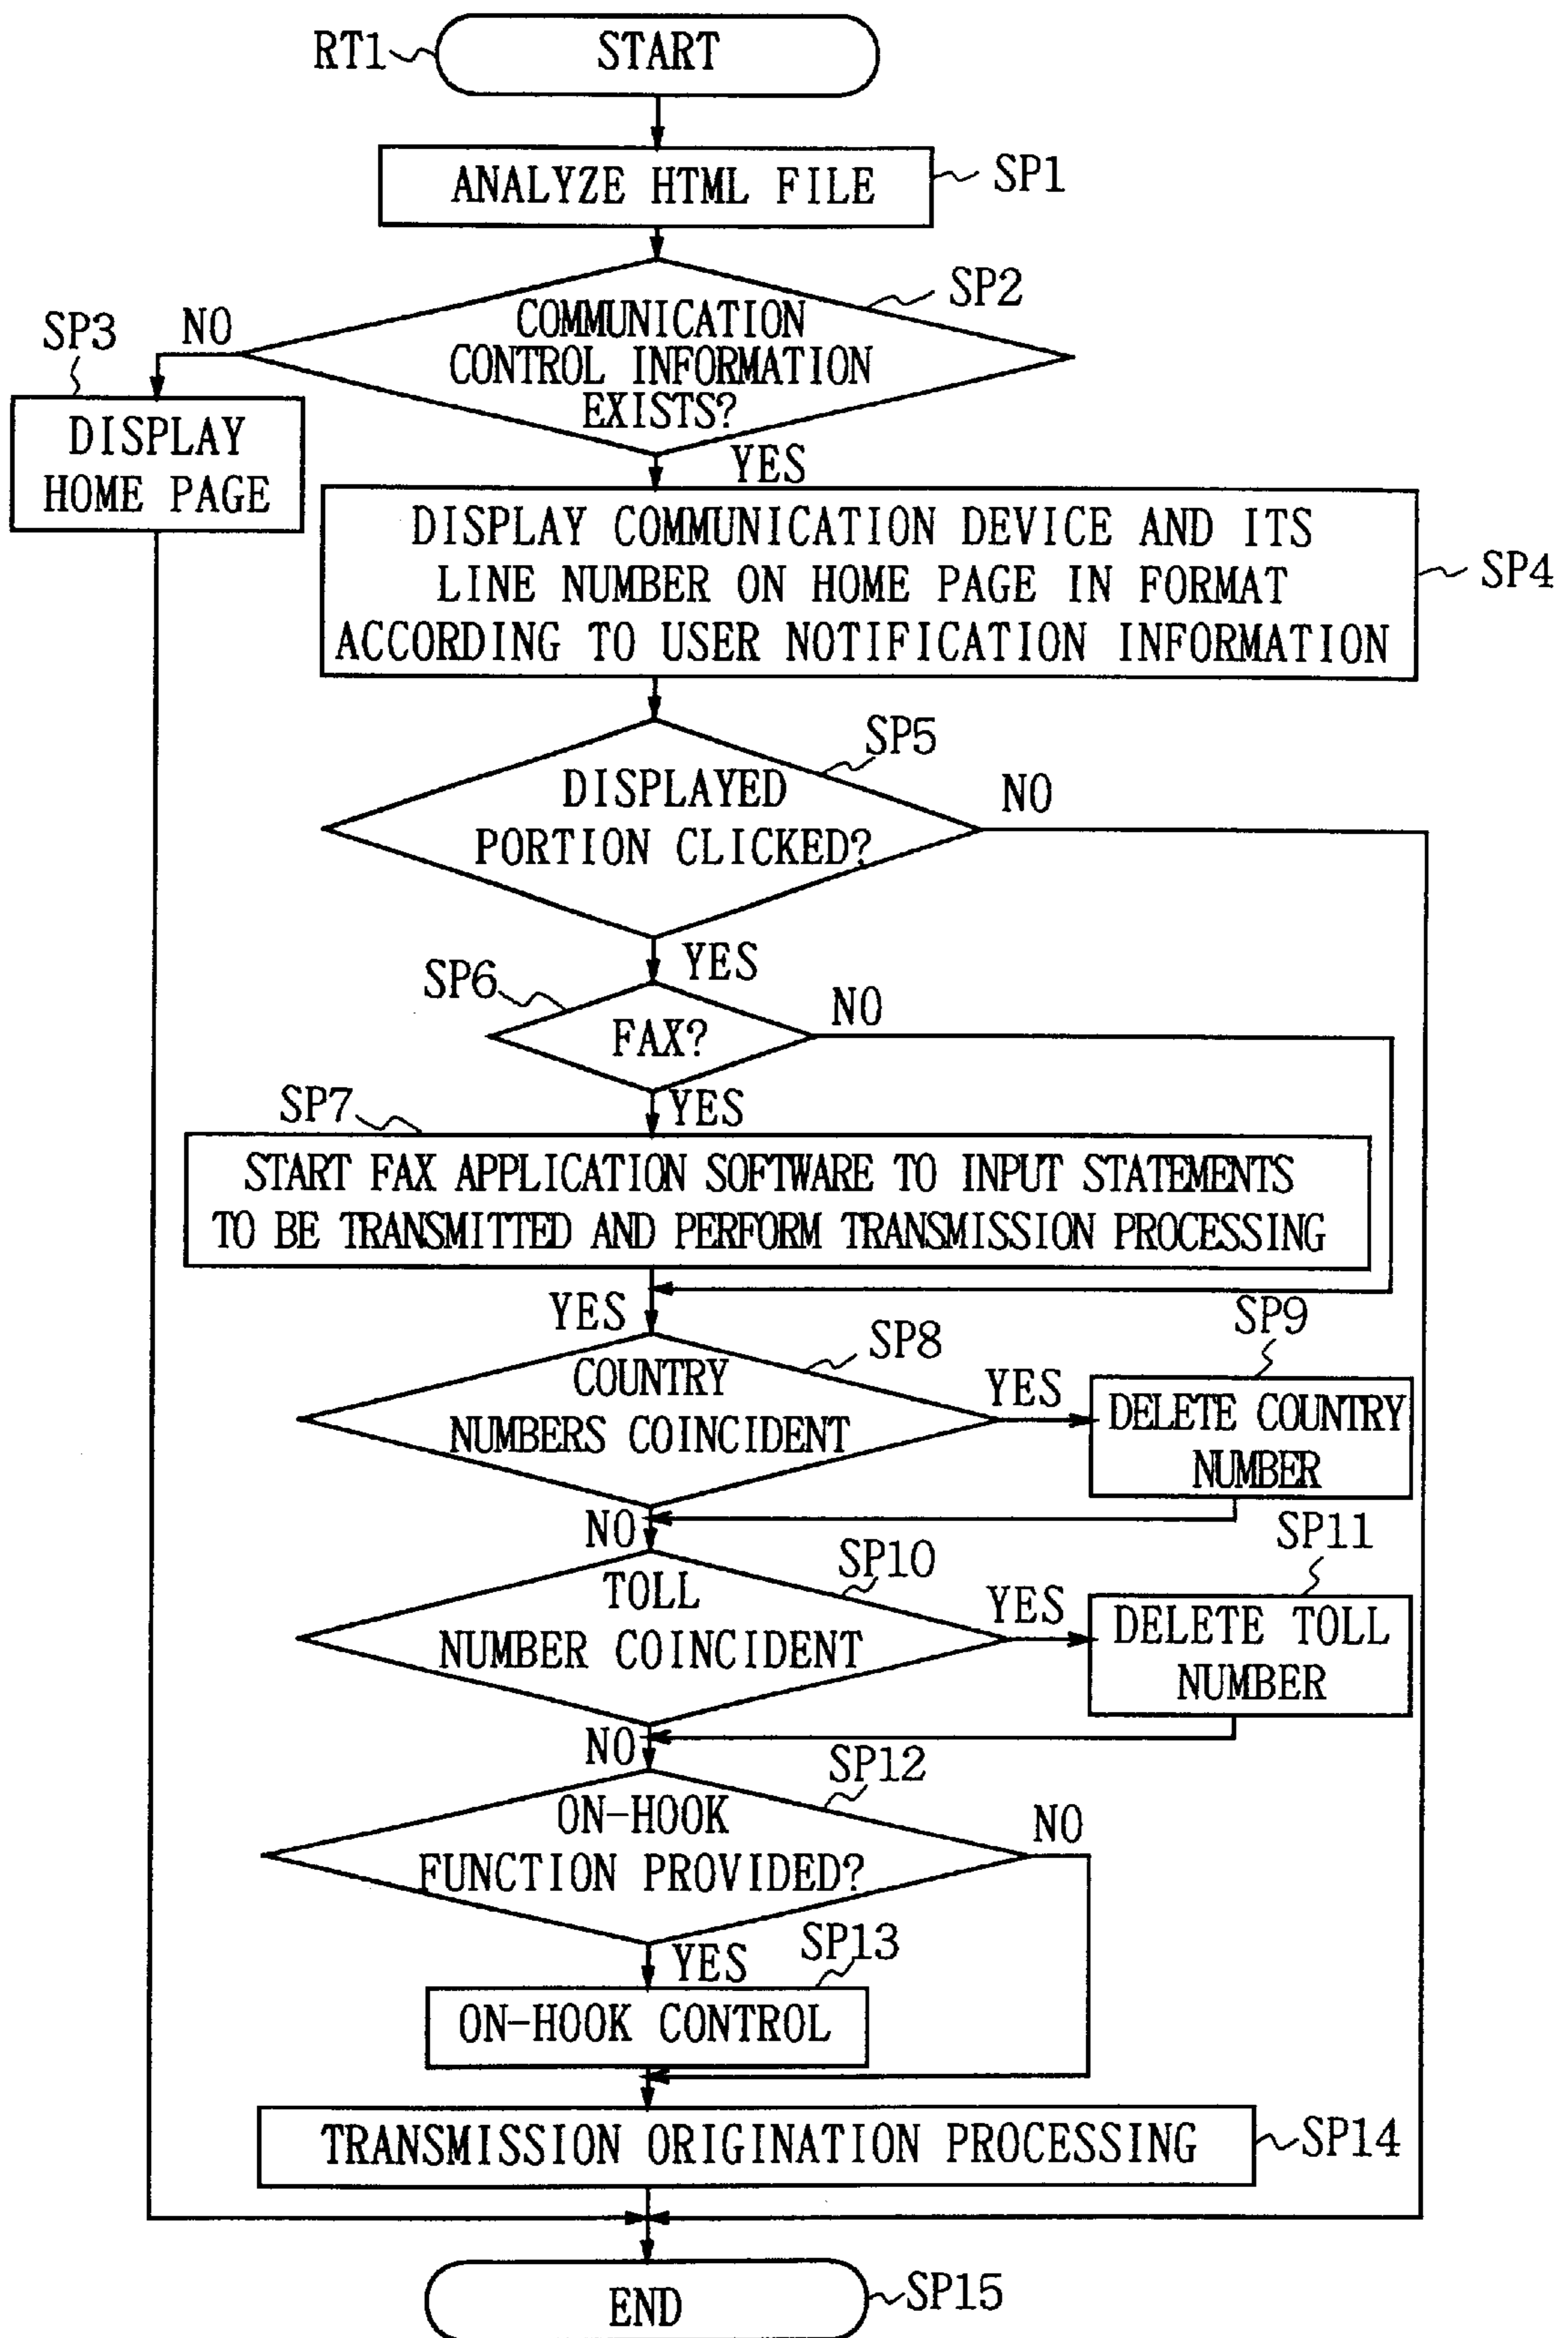 RT1
START
ANALYZE HTML FILE
SP1
SP2
COMMUNICATION
CONTROL INFORMATION
EXISTS?
NO
SP3
DISPLAY
HOME PAGE
YES
DISPLAY COMMUNICATION DEVICE AND ITS
LINE NUMBER ON HOME PAGE IN FORMAT
ACCORDING TO USER NOTIFICATION INFORMATION
SP4
SP5
DISPLAYED
PORTION CLICKED?
NO
YES
SP6
FAX?
NO
YES
SP7
START FAX APPLICATION SOFTWARE TO INPUT STATEMENTS
TO BE TRANSMITTED AND PERFORM TRANSMISSION PROCESSING
YES
SP8
COUNTRY
NUMBERS COINCIDENT
YES
SP9
DELETE COUNTRY
NUMBER
NO
SP10
TOLL
NUMBER COINCIDENT
YES
SP11
DELETE TOLL
NUMBER
NO
SP12
ON-HOOK
FUNCTION PROVIDED?
NO
YES
SP13
ON-HOOK CONTROL
TRANSMISSION ORIGINATION PROCESSING
SP14
END
SP15